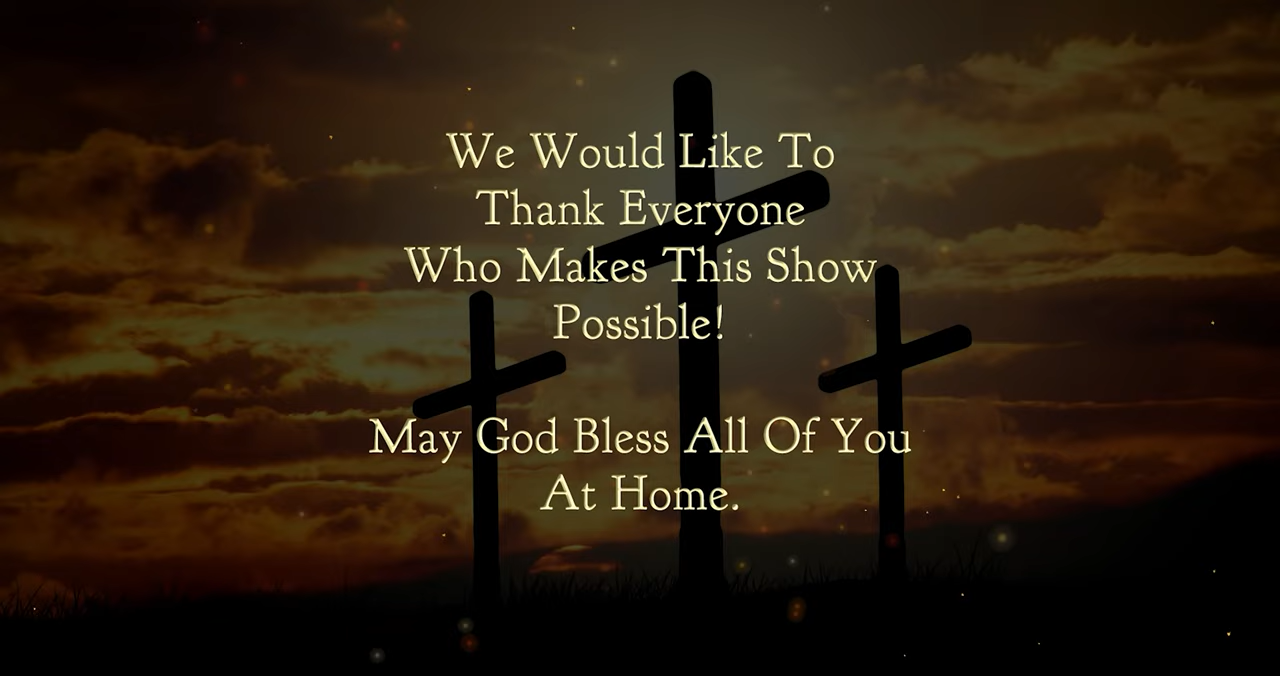 We Would Like To
Thank Everyone
Who Makes This Show
Possible!
May God Bless All Of You
At Home.